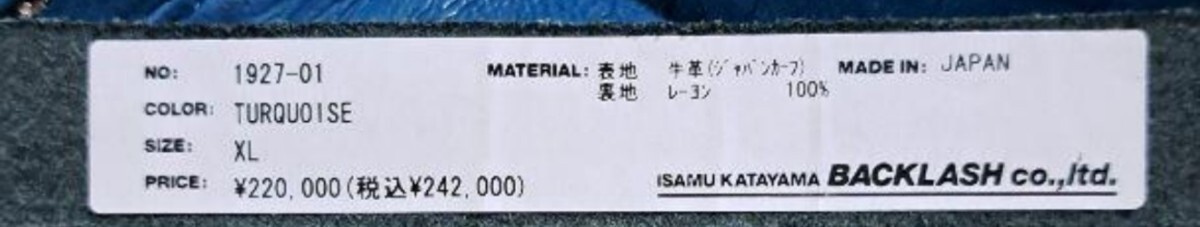 NO: 1927-01
COLOR: TURQUOISE
SIZE: XL
PRICE: ¥220,000(税込¥242,000)
MATERIAL: 表地 牛革(ｼﾞｬﾊﾟﾝｶｰﾌ)
裏地 ﾚｰﾖﾝ 100%
MADE IN: JAPAN
ISAMU KATAYAMA BACKLASH co.,ltd.